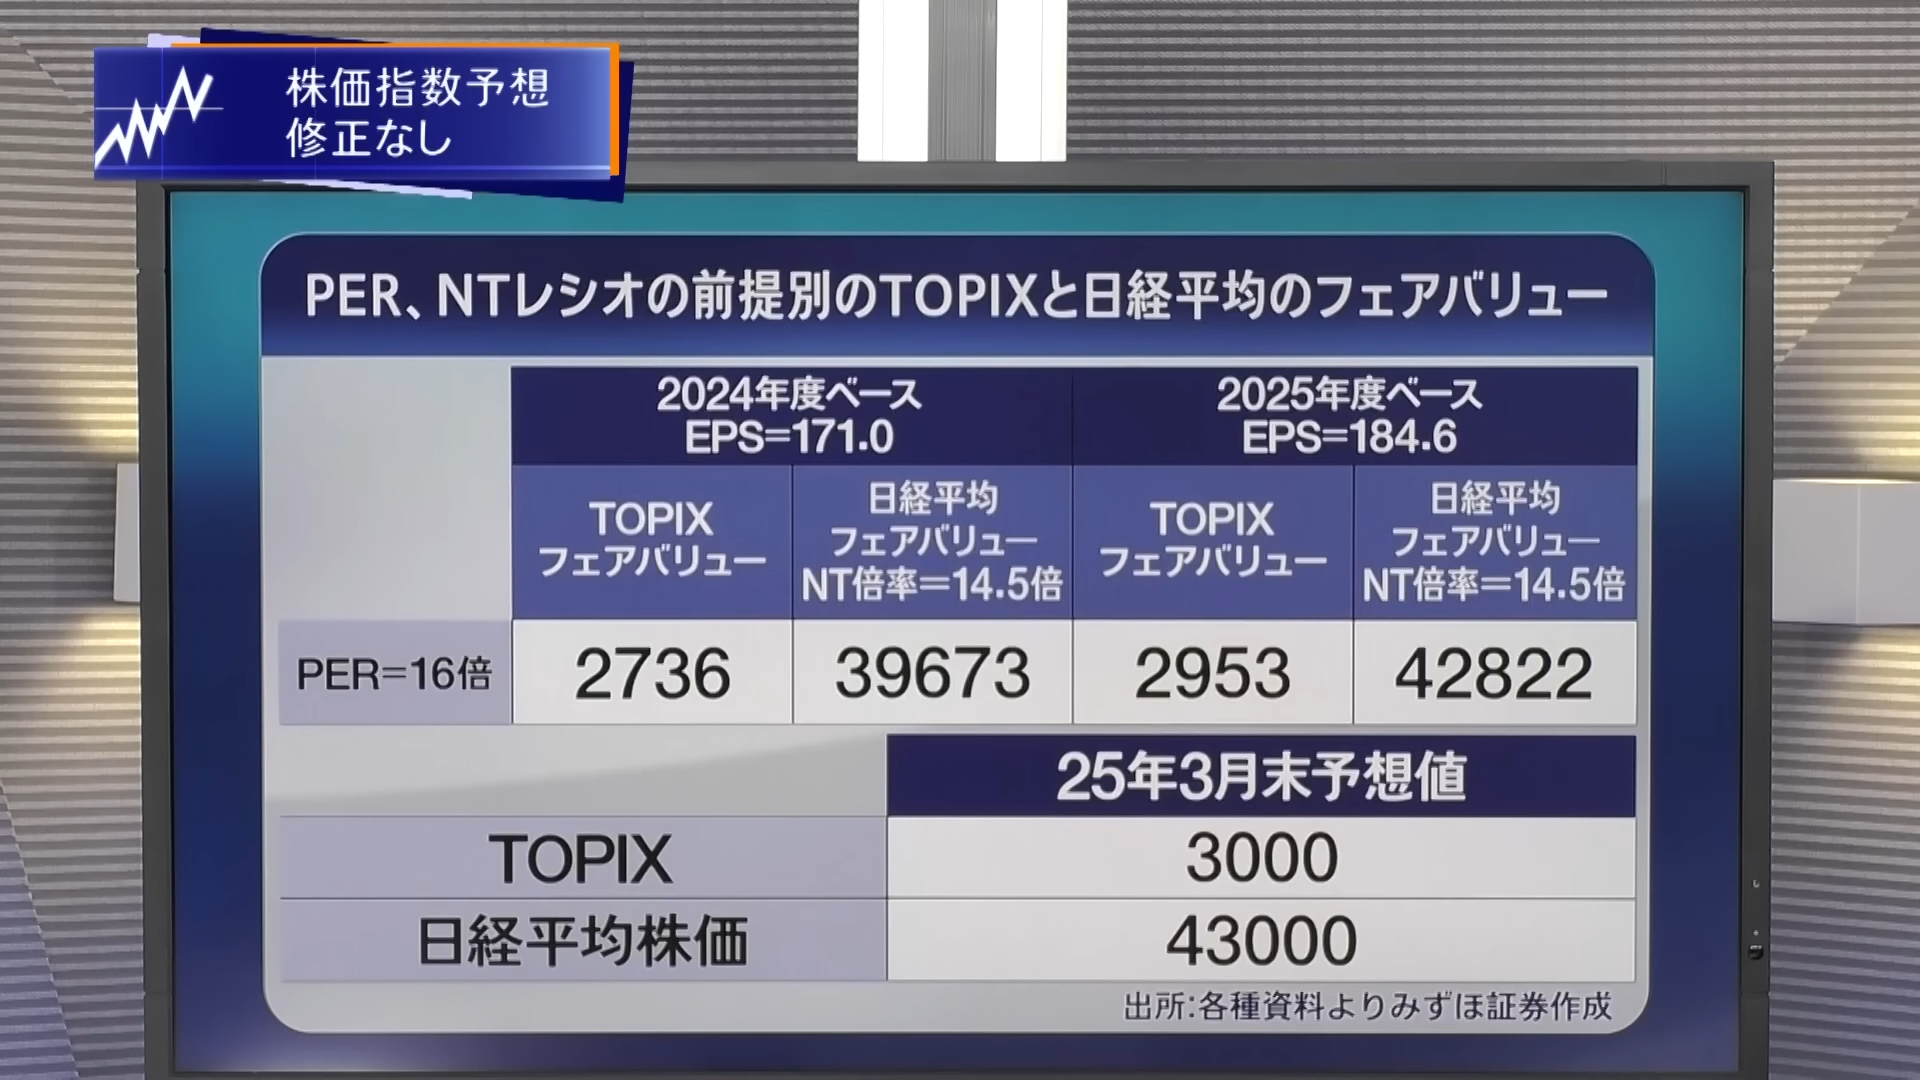 株価指数予想
修正なし
PER、NTレシオの前提別のTOPIXと日経平均のフェアバリュー
2024年度ベース
EPS=171.0
2025年度ベース
EPS=184.6
TOPIX
フェアバリュー
日経平均
フェアバリュー
NT倍率=14.5倍
TOPIX
フェアバリュー
日経平均
フェアバリュー
NT倍率=14.5倍
PER=16倍
2736
39673
2953
42822
25年3月末予想値
TOPIX
3000
日経平均株価
43000
出所:各種資料よりみずほ証券作成